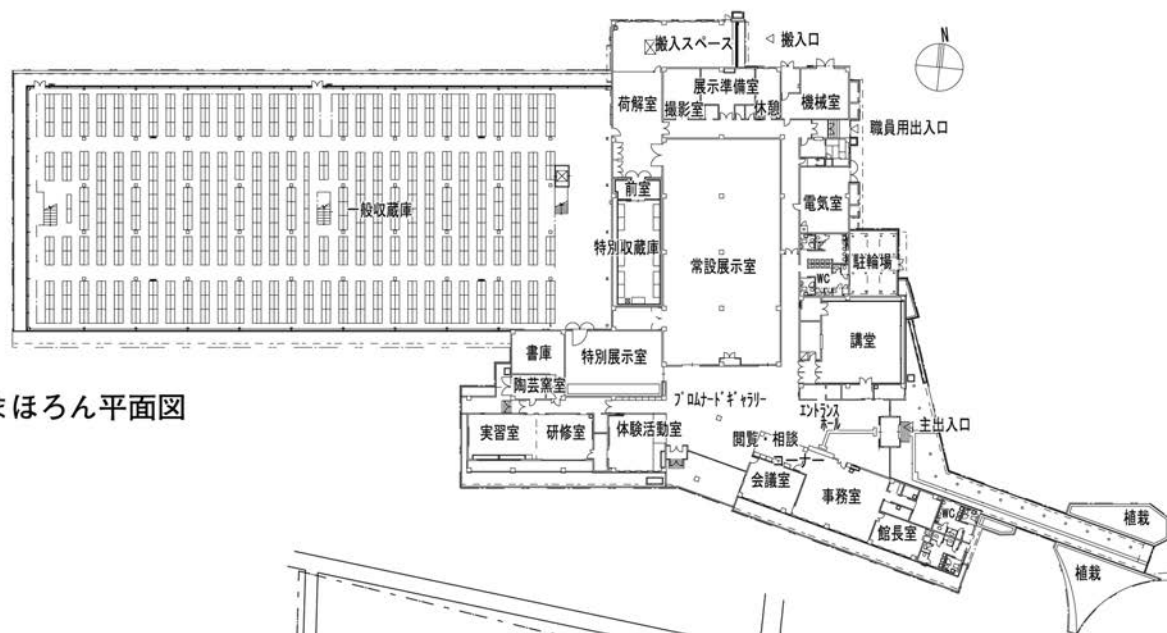 搬入スペース
搬入口
N
展示準備室
荷解室
撮影室
休憩
機械室
職員用出入口
前室
電気室
一般収蔵庫
特別収蔵庫
常設展示室
駐輪場
WC
講堂
書庫
特別展示室
陶芸窯室
まほろん平面図
プロムナードギャラリー
エントランス
ホール
主出入口
実習室
研修室
体験活動室
閲覧・相談
コーナー
会議室
事務室
WC
館長室
植栽
植栽